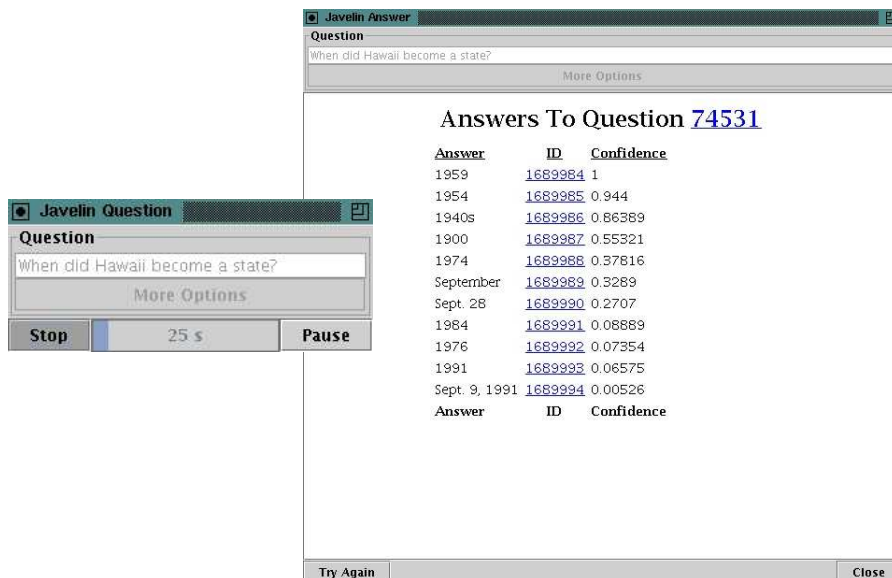 Javelin Question
Question
When did Hawaii become a state?
More Options
Stop
25 s
Pause
Javelin Answer
Question
When did Hawaii become a state?
More Options
Answers To Question 74531
Answer ID Confidence
1959 1689984 1
1954 1689985 0.944
1940s 1689986 0.86389
1900 1689987 0.55321
1974 1689988 0.37816
September 1689989 0.3289
Sept. 28 1689990 0.2707
1984 1689991 0.08889
1976 1689992 0.07354
1991 1689993 0.06575
Sept. 9, 1991 1689994 0.00526
Answer ID Confidence
Try Again
Close